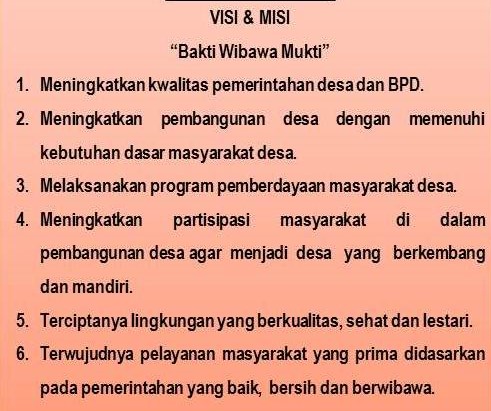 VISI & MISI
“Bakti Wibawa Mukti”
1. Meningkatkan kwalitas pemerintahan desa dan BPD.
2. Meningkatkan pembangunan desa dengan memenuhi
kebutuhan dasar masyarakat desa.
3. Melaksanakan program pemberdayaan masyarakat desa.
4. Meningkatkan partisipasi masyarakat di dalam
pembangunan desa agar menjadi desa yang berkembang
dan mandiri.
5. Terciptanya lingkungan yang berkualitas, sehat dan lestari.
6. Terwujudnya pelayanan masyarakat yang prima didasarkan
pada pemerintahan yang baik, bersih dan berwibawa.